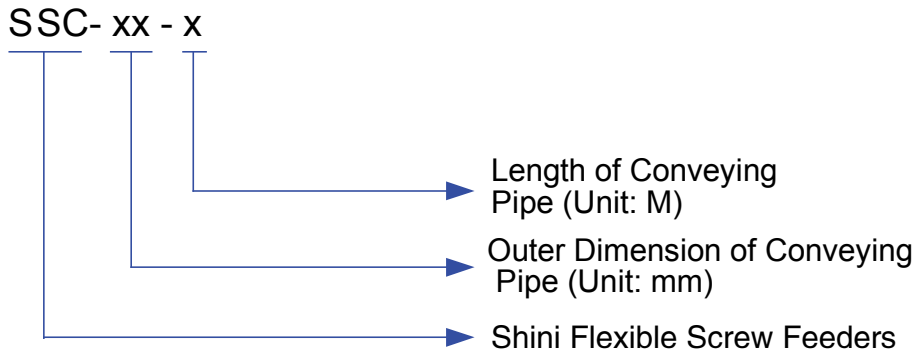 SSC- xx - x
Length of Conveying
Pipe (Unit: M)
Outer Dimension of Conveying
Pipe (Unit: mm)
Shini Flexible Screw Feeders